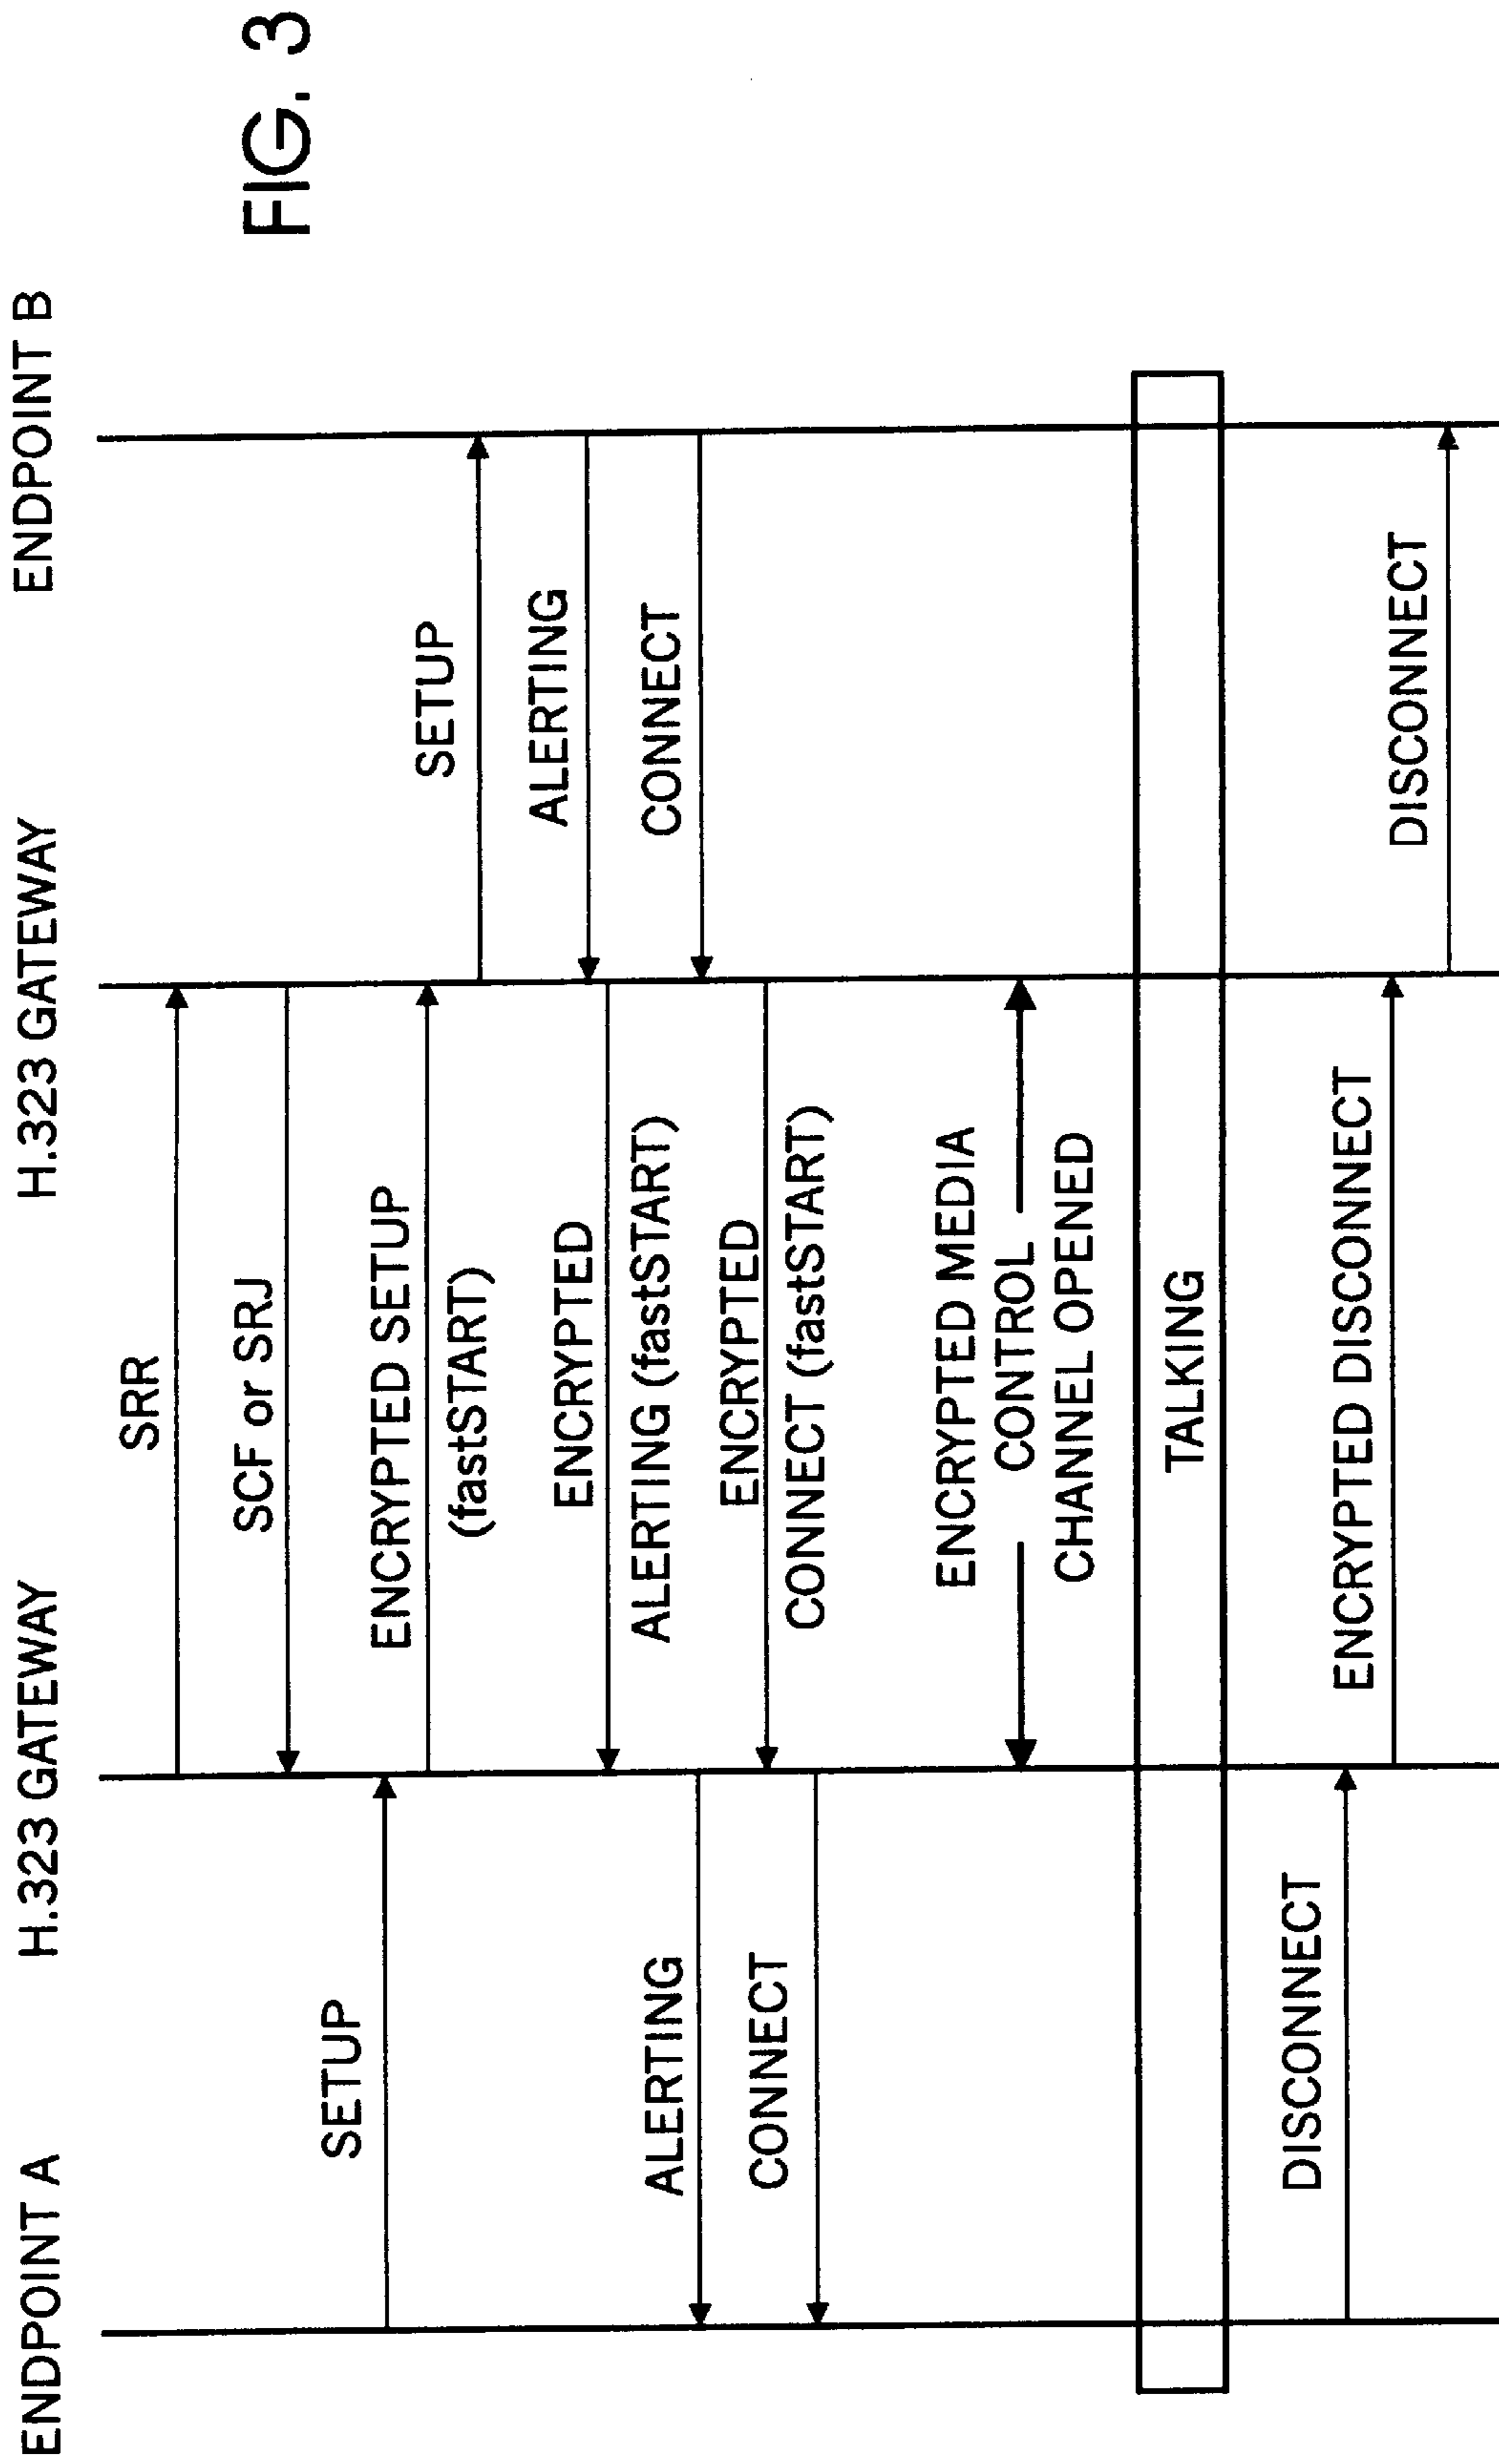 FIG. 3
ENDPOINT A
H.323 GATEWAY
H.323 GATEWAY
ENDPOINT B
SRR
SCF or SRJ
SETUP
ENCRYPTED SETUP
(fastSTART)
SETUP
ENCRYPTED
ALERTING (fastSTART)
ALERTING
ALERTING
CONNECT
ENCRYPTED
CONNECT (fastSTART)
CONNECT
ENCRYPTED MEDIA
CONTROL
CHANNEL OPENED
TALKING
DISCONNECT
ENCRYPTED DISCONNECT
DISCONNECT